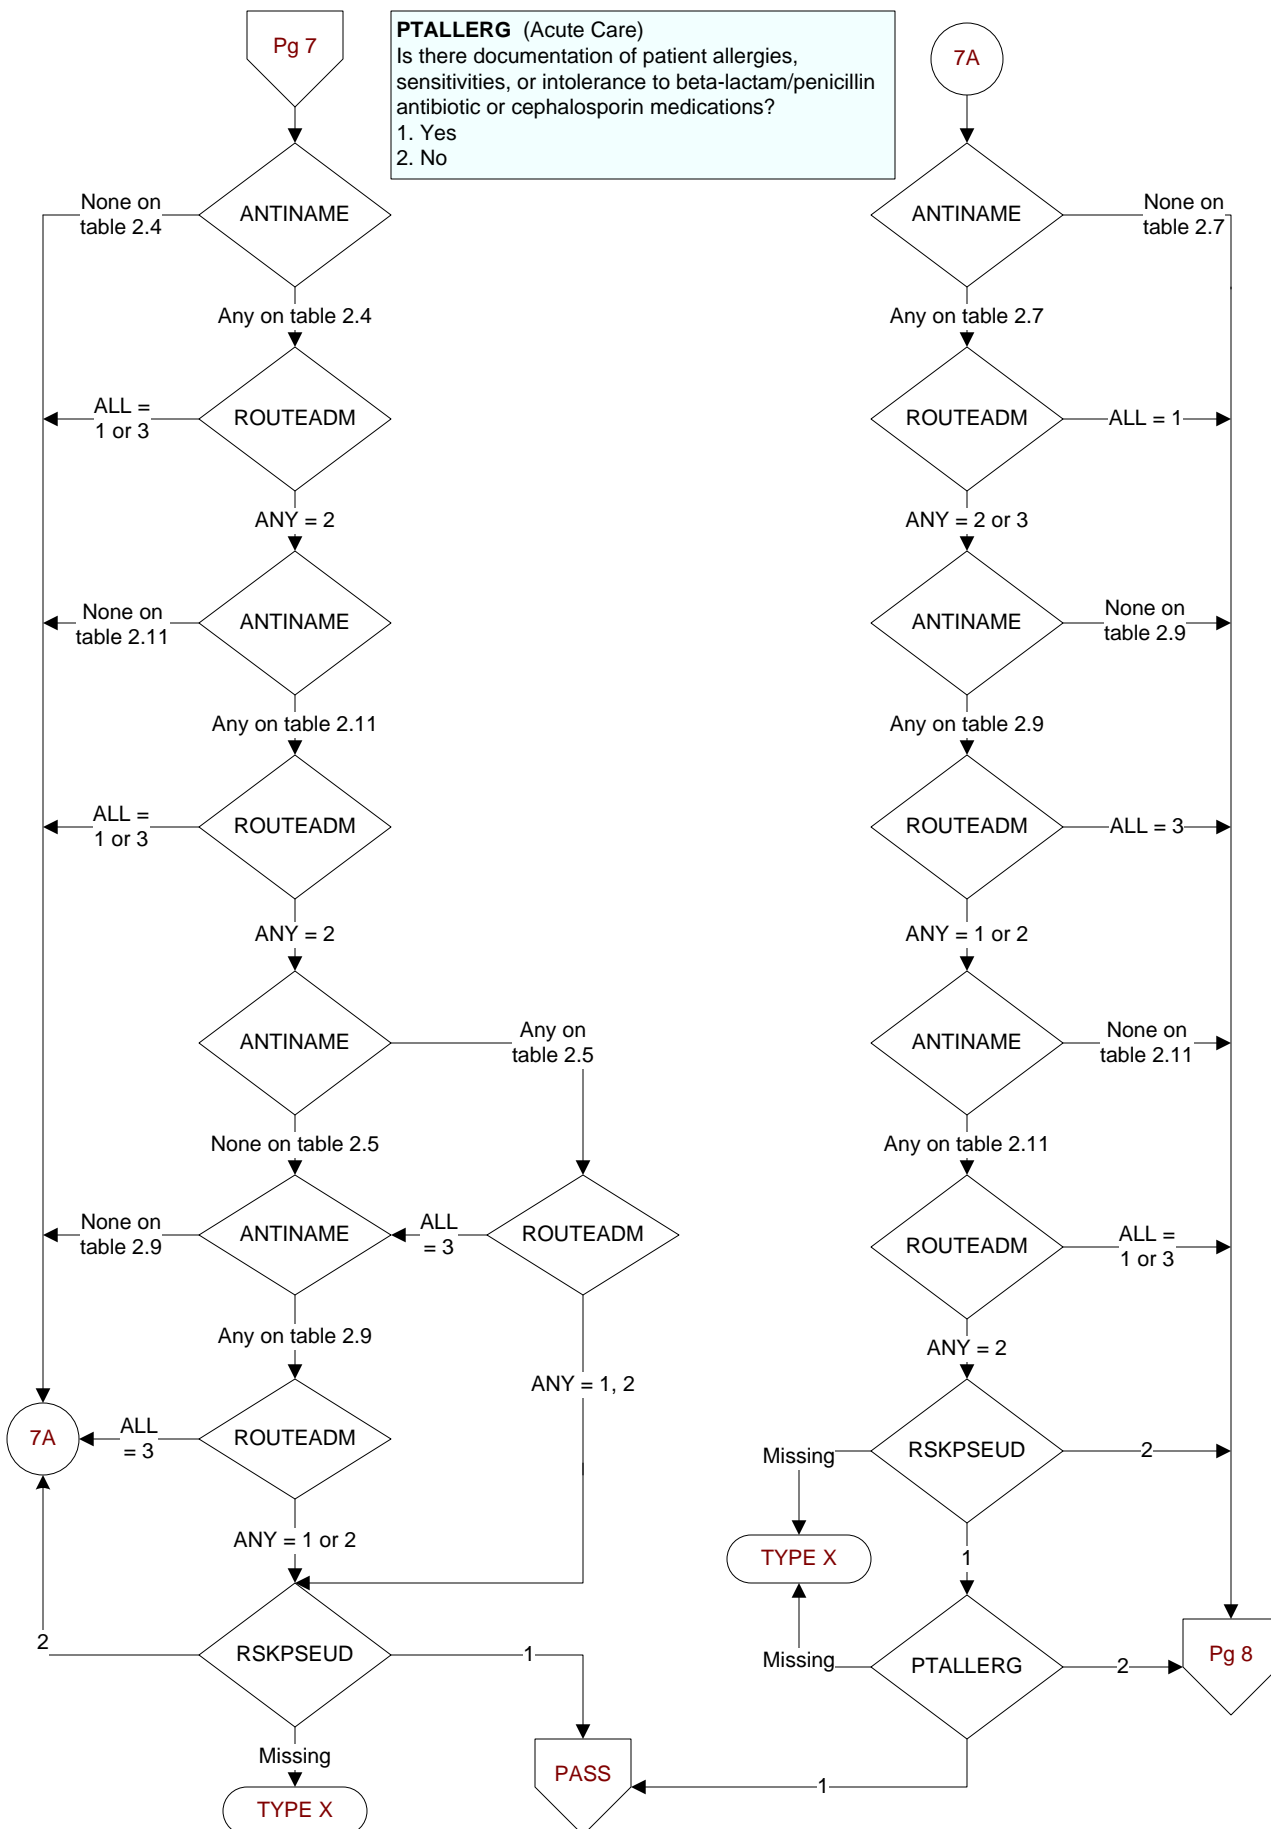 Pg 7
PTALLERG (Acute Care)
Is there documentation of patient allergies,
sensitivities, or intolerance to beta-lactam/penicillin
antibiotic or cephalosporin medications?
1. Yes
2. No
ANTINAME
None on
table 2.4
Any on table 2.4
ROUTEADM
ALL =
1 or 3
ANY = 2
ANTINAME
None on
table 2.11
Any on table 2.11
ROUTEADM
ALL =
1 or 3
ANY = 2
ANTINAME
Any on
table 2.5
None on table 2.5
ANTINAME
None on
table 2.9
ALL
= 3
ROUTEADM
Any on table 2.9
ANY = 1, 2
ROUTEADM
ALL
= 3
7A
ANY = 1 or 2
RSKPSEUD
2
1
Missing
TYPE X
PASS
7A
ANTINAME
None on
table 2.7
Any on table 2.7
ROUTEADM
ALL = 1
ANY = 2 or 3
ANTINAME
None on
table 2.9
Any on table 2.9
ROUTEADM
ALL = 3
ANY = 1 or 2
ANTINAME
None on
table 2.11
Any on table 2.11
ROUTEADM
ALL =
1 or 3
ANY = 2
RSKPSEUD
Missing
2
TYPE X
1
PTALLERG
Missing
2
Pg 8
1